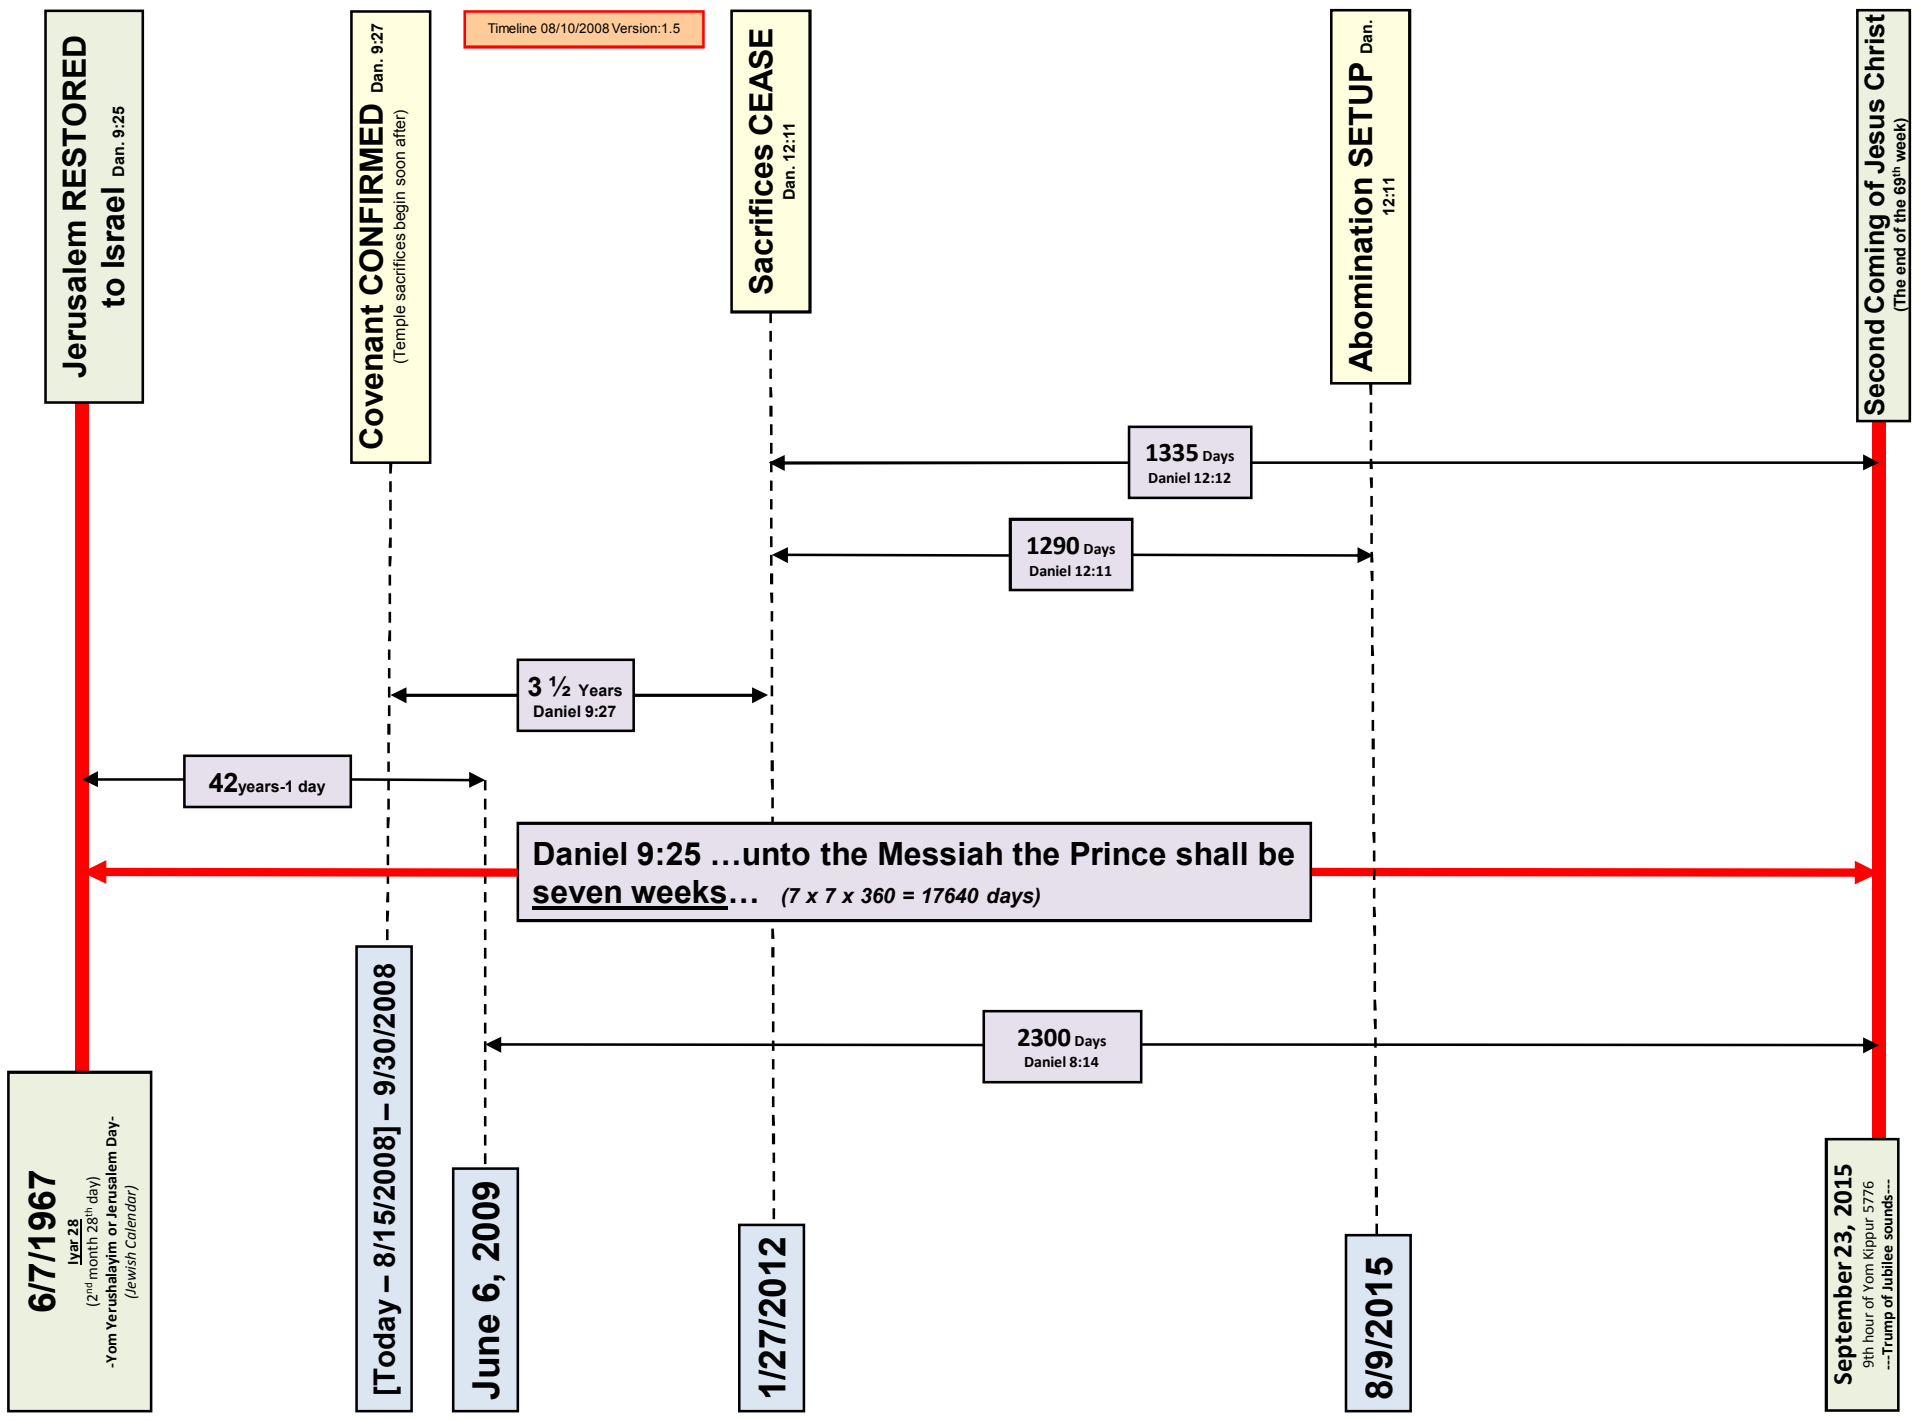 Jerusalem RESTORED
to Israel Dan. 9:25
Covenant CONFIRMED Dan. 9:27
(Temple sacrifices begin soon after)
Timeline 08/10/2008 Version:1.5
Sacrifices CEASE
Dan. 12:11
Abomination SETUP Dan.
12:11
Second Coming of Jesus Christ
(The end of the 69th week)
1335 Days
Daniel 12:12
1290 Days
Daniel 12:11
3 ½ Years
Daniel 9:27
42years-1 day
Daniel 9:25 …unto the Messiah the Prince shall be
seven weeks… (7 x 7 x 360 = 17640 days)
2300 Days
Daniel 8:14
6/7/1967
Iyar 28
(2nd month 28th day)
-Yom Yerushalayim or Jerusalem Day-
(Jewish Calendar)
[Today – 8/15/2008] – 9/30/2008
June 6, 2009
1/27/2012
8/9/2015
September 23, 2015
9th hour of Yom Kippur 5776
---Trump of Jubilee sounds---